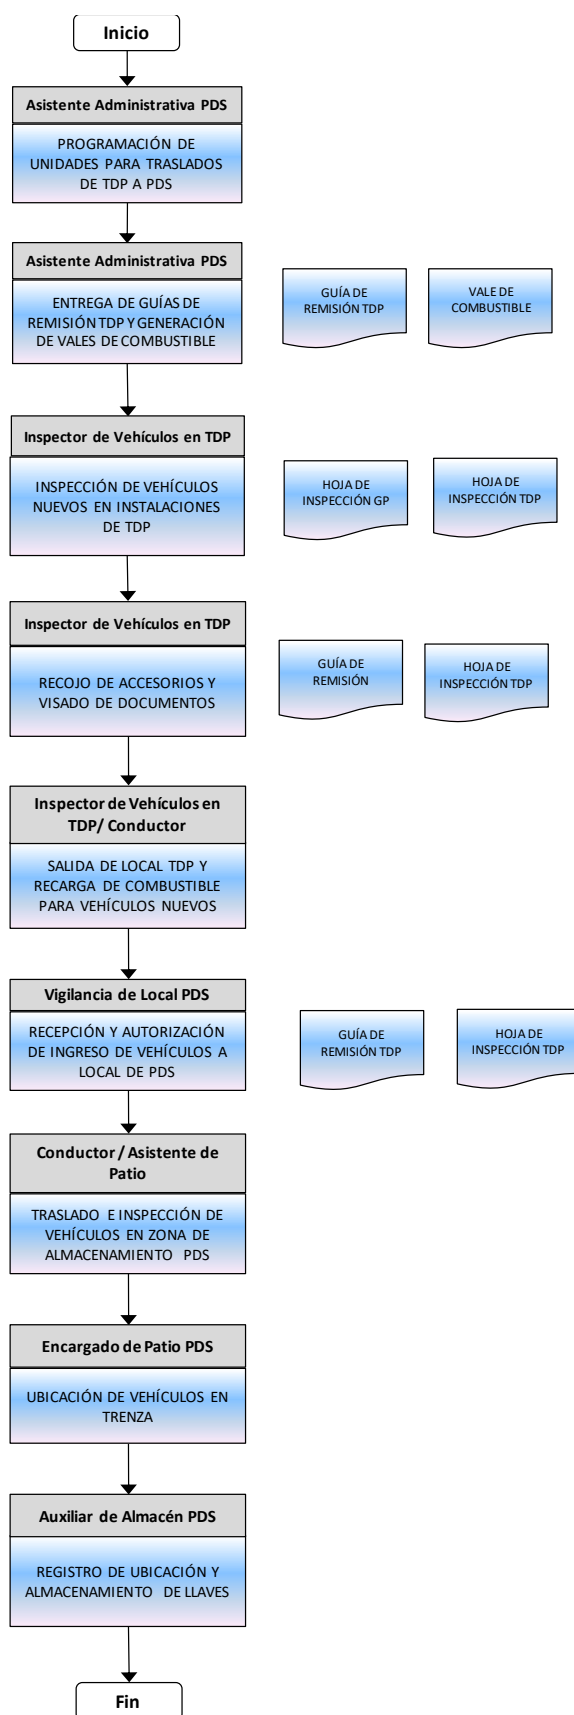 Inicio
Asistente Administrativa PDS
PROGRAMACIÓN DE
UNIDADES PARA TRASLADOS
DE TDP A PDS
Asistente Administrativa PDS
ENTREGA DE GUÍAS DE
REMISIÓN TDP Y GENERACIÓN
DE VALES DE COMBUSTIBLE
GUÍA DE
REMISIÓN TDP
VALE DE
COMBUSTIBLE
Inspector de Vehículos en TDP
INSPECCIÓN DE VEHÍCULOS
NUEVOS EN INSTALACIONES
DE TDP
HOJA DE
INSPECCIÓN GP
HOJA DE
INSPECCIÓN TDP
Inspector de Vehículos en TDP
RECOJO DE ACCESORIOS Y
VISADO DE DOCUMENTOS
GUÍA DE
REMISIÓN
HOJA DE
INSPECCIÓN TDP
Inspector de Vehículos en
TDP/ Conductor
SALIDA DE LOCAL TDP Y
RECARGA DE COMBUSTIBLE
PARA VEHÍCULOS NUEVOS
Vigilancia de Local PDS
RECEPCIÓN Y AUTORIZACIÓN
DE INGRESO DE VEHÍCULOS A
LOCAL DE PDS
GUÍA DE
REMISIÓN TDP
HOJA DE
INSPECCIÓN TDP
Conductor / Asistente de
Patio
TRASLADO E INSPECCIÓN DE
VEHÍCULOS EN ZONA DE
ALMACENAMIENTO PDS
Encargado de Patio PDS
UBICACIÓN DE VEHÍCULOS EN
TRENZA
Auxiliar de Almacén PDS
REGISTRO DE UBICACIÓN Y
ALMACENAMIENTO DE LLAVES
Fin